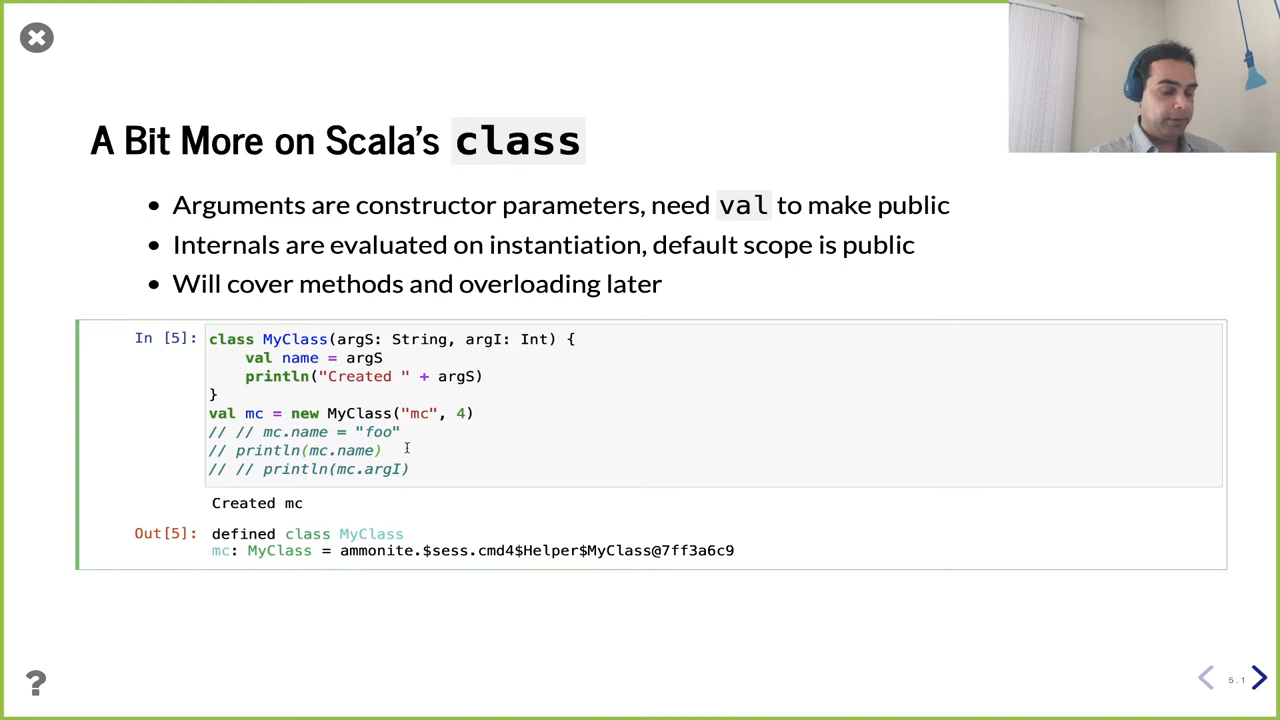 A Bit More on Scala's class
Arguments are constructor parameters, need val to make public
Internals are evaluated on instantiation, default scope is public
Will cover methods and overloading later
In [5]: class MyClass(argS: String, argI: Int) {
val name = argS
println("Created " + argS)
}
val mc = new MyClass("mc", 4)
// // mc.name = "foo"
// println(mc.name)
// // println(mc.argI)
Created mc
Out[5]: defined class MyClass
mc: MyClass = ammonite.$sess.cmd4$Helper$MyClass@7ff3a6c9
?
5.1